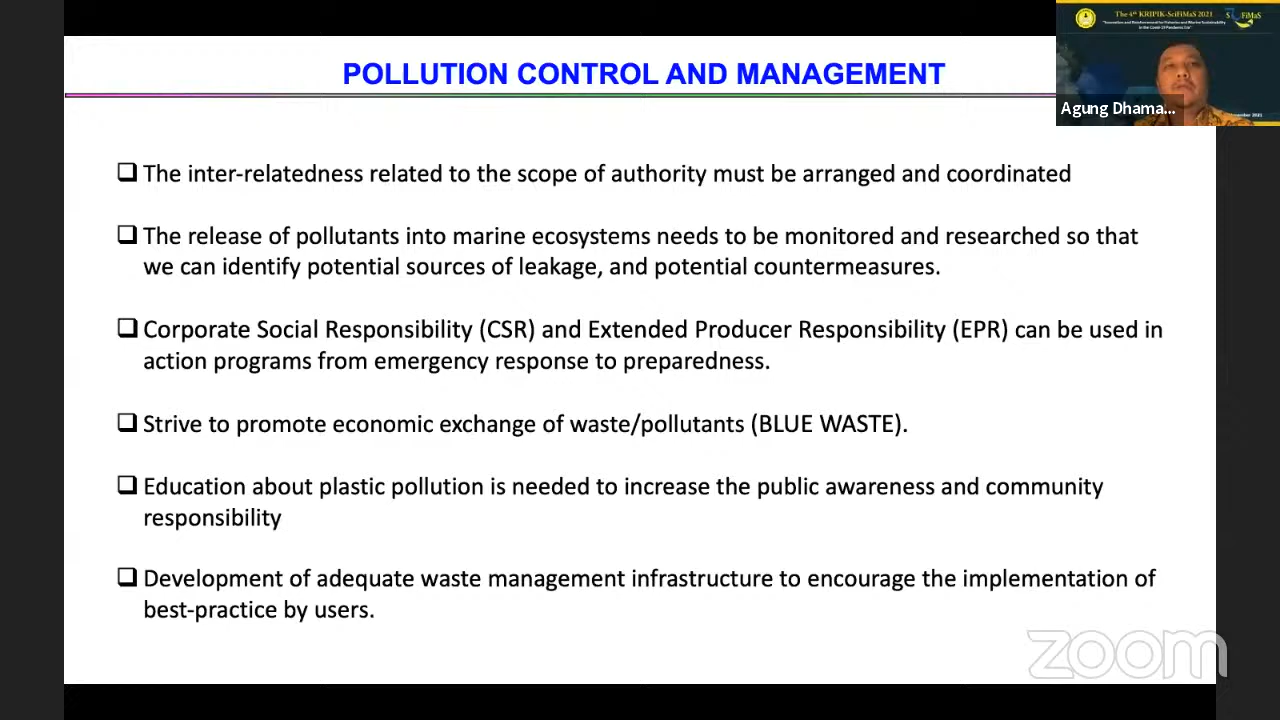 The 4th KRIPIK-SciFiMaS 2021
POLLUTION CONTROL AND MANAGEMENT
Agung Dhama...
❑ The inter-relatedness related to the scope of authority must be arranged and coordinated
❑ The release of pollutants into marine ecosystems needs to be monitored and researched so that
we can identify potential sources of leakage, and potential countermeasures.
❑ Corporate Social Responsibility (CSR) and Extended Producer Responsibility (EPR) can be used in
action programs from emergency response to preparedness.
❑ Strive to promote economic exchange of waste/pollutants (BLUE WASTE).
❑ Education about plastic pollution is needed to increase the public awareness and community
responsibility
❑ Development of adequate waste management infrastructure to encourage the implementation of
best-practice by users.
zoom